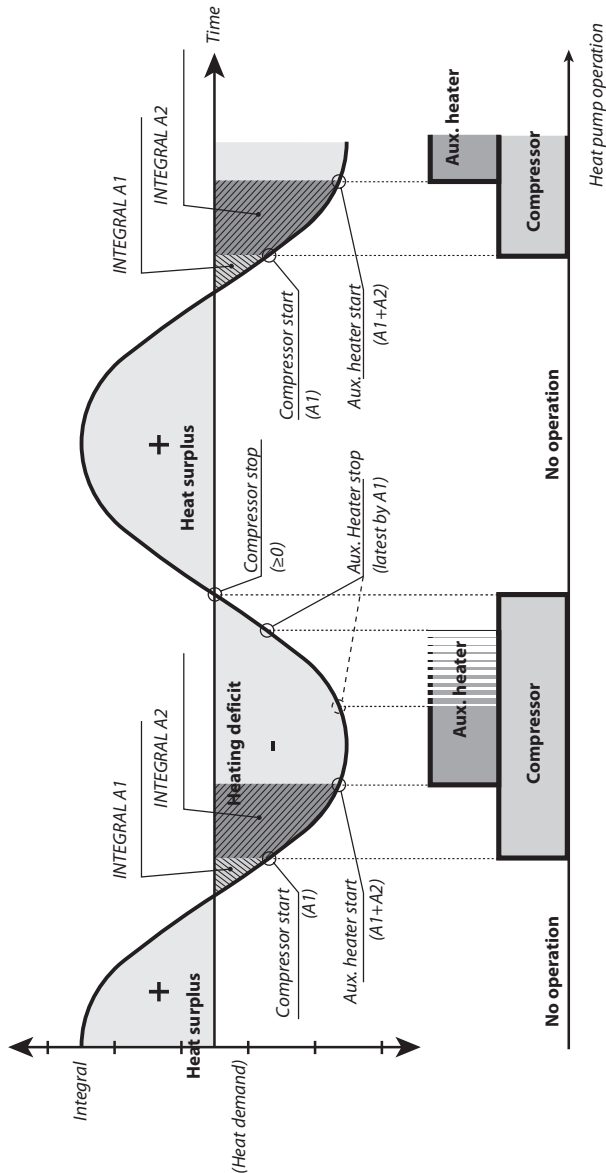 Integral
(Heat demand)
Time
Heat surplus
+
INTEGRAL A1
INTEGRAL A2
Heating deficit
-
Compressor start
(A1)
Aux. heater start
(A1+A2)
Compressor stop
(≥0)
Aux. Heater stop
(latest by A1)
Heat surplus
+
INTEGRAL A1
INTEGRAL A2
Compressor start
(A1)
Aux. heater start
(A1+A2)
No operation
Aux. heater
Compressor
No operation
Aux. heater
Compressor
Heat pump operation